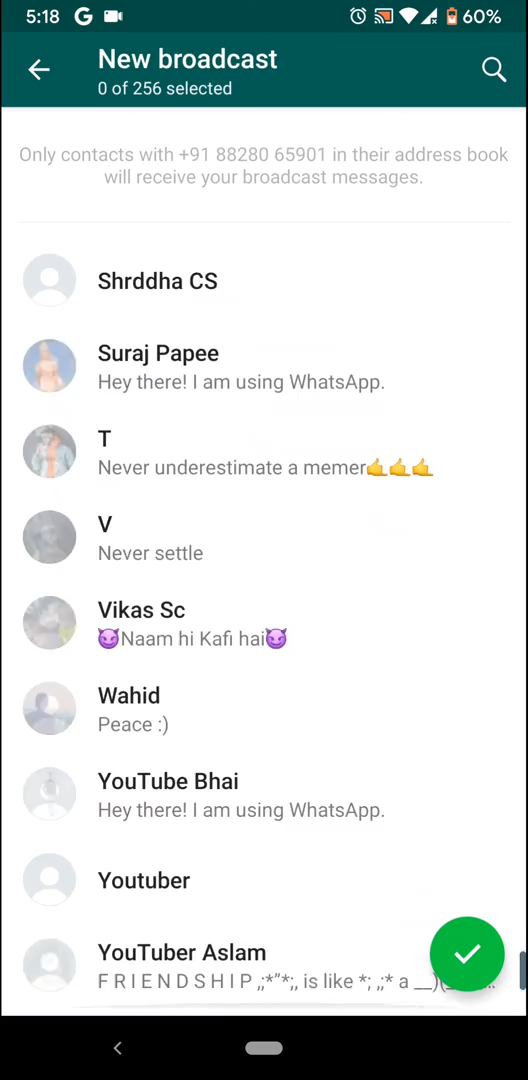 5:18 G 60%
New broadcast
0 of 256 selected
Only contacts with +91 88280 65901 in their address book
will receive your broadcast messages.
Shrddha CS
Suraj Papee
Hey there! I am using WhatsApp.
T
Never underestimate a memer🤙🤙🤙
V
Never settle
Vikas Sc
😈Naam hi Kafi hai😈
Wahid
Peace :)
YouTube Bhai
Hey there! I am using WhatsApp.
Youtuber
YouTuber Aslam
F R I E N D S H I P ,;*”*;, is like *; ,;* a __)(